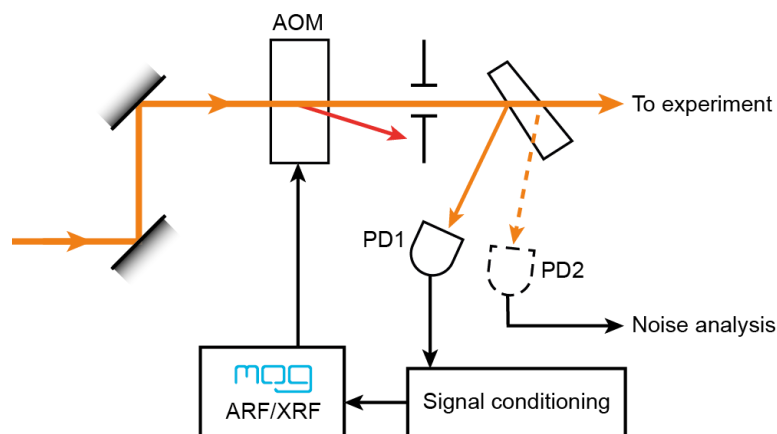 AOM
To experiment
PD1
PD2
Noise analysis
mog
ARF/XRF
Signal conditioning